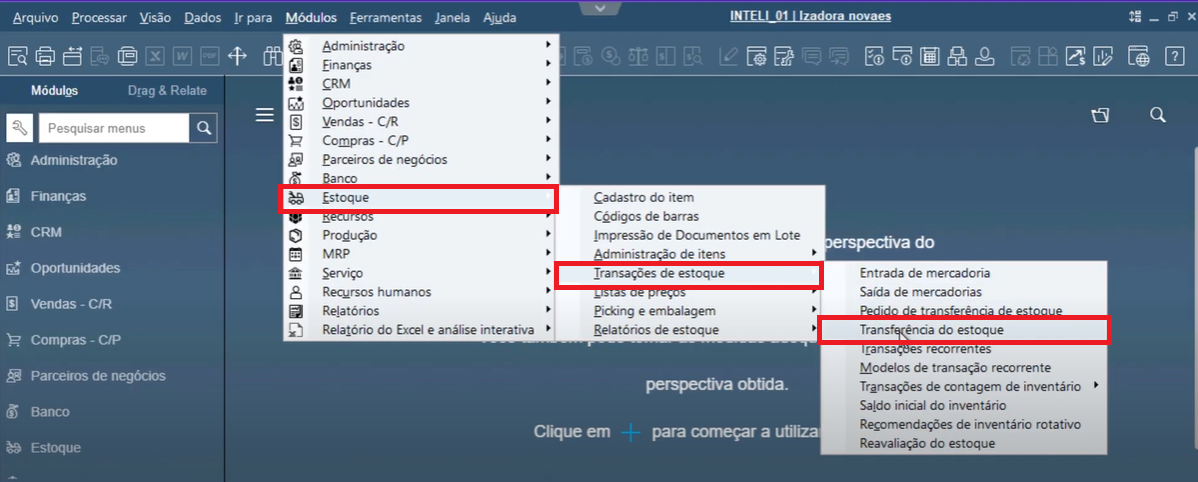 Arquivo Processar Visão Dados Ir para Módulos Ferramentas Janela Ajuda
INTELI_01 | Izadora novaes
Módulos Drag & Relate
Pesquisar menus
Administração
Finanças
CRM
Oportunidades
Vendas - C/R
Compras - C/P
Parceiros de negócios
Banco
Estoque
Administração
Finanças
CRM
Oportunidades
Vendas - C/R
Compras - C/P
Parceiros de negócios
Banco
Estoque
Recursos
Produção
MRP
Serviço
Recursos humanos
Relatórios
Relatório do Excel e análise interativa
Cadastro do item
Códigos de barras
Impressão de Documentos em Lote
Administração de itens
Transações de estoque
Listas de preços
Picking e embalagem
Relatórios de estoque
Entrada de mercadoria
Saída de mercadorias
Pedido de transferência de estoque
Transferência do estoque
Transações recorrentes
Modelos de transação recorrente
Transações de contagem de inventário
Saldo inicial do inventário
Recomendações de inventário rotativo
Reavaliação do estoque
perspectiva do
perspectiva obtida.
Clique em + para começar a utilizar